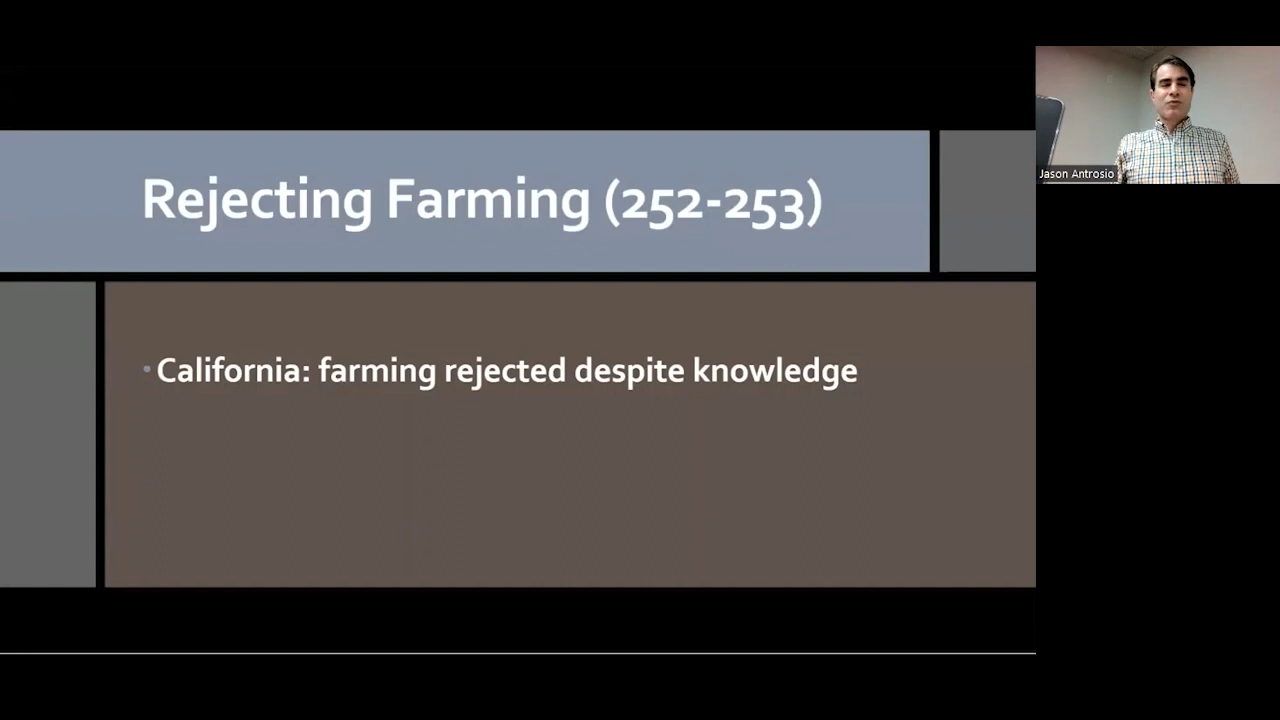 Rejecting Farming (252-253)
Jason Antrosio
• California: farming rejected despite knowledge